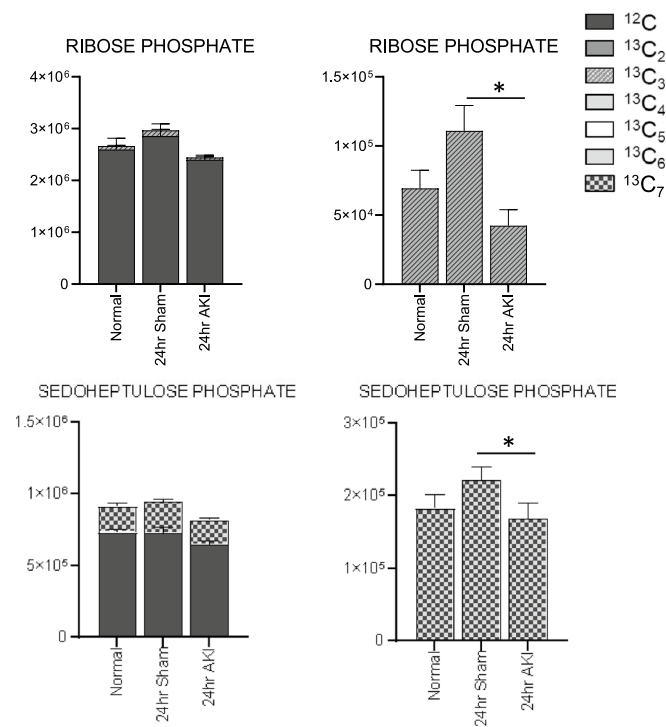 RIBOSE PHOSPHATE
4×10⁶
3×10⁶
2×10⁶
1×10⁶
0
Normal
24hr Sham
24hr AKI
RIBOSE PHOSPHATE
1.5×10⁵
1×10⁵
5×10⁴
0
*
Normal
24hr Sham
24hr AKI
¹²C
¹³C₂
¹³C₃
¹³C₄
¹³C₅
¹³C₆
¹³C₇
SEDOHEPTULOSE PHOSPHATE
1.5×10⁶
1×10⁶
5×10⁵
0
Normal
24hr Sham
24hr AKI
SEDOHEPTULOSE PHOSPHATE
3×10⁵
2×10⁵
1×10⁵
0
*
Normal
24hr Sham
24hr AKI